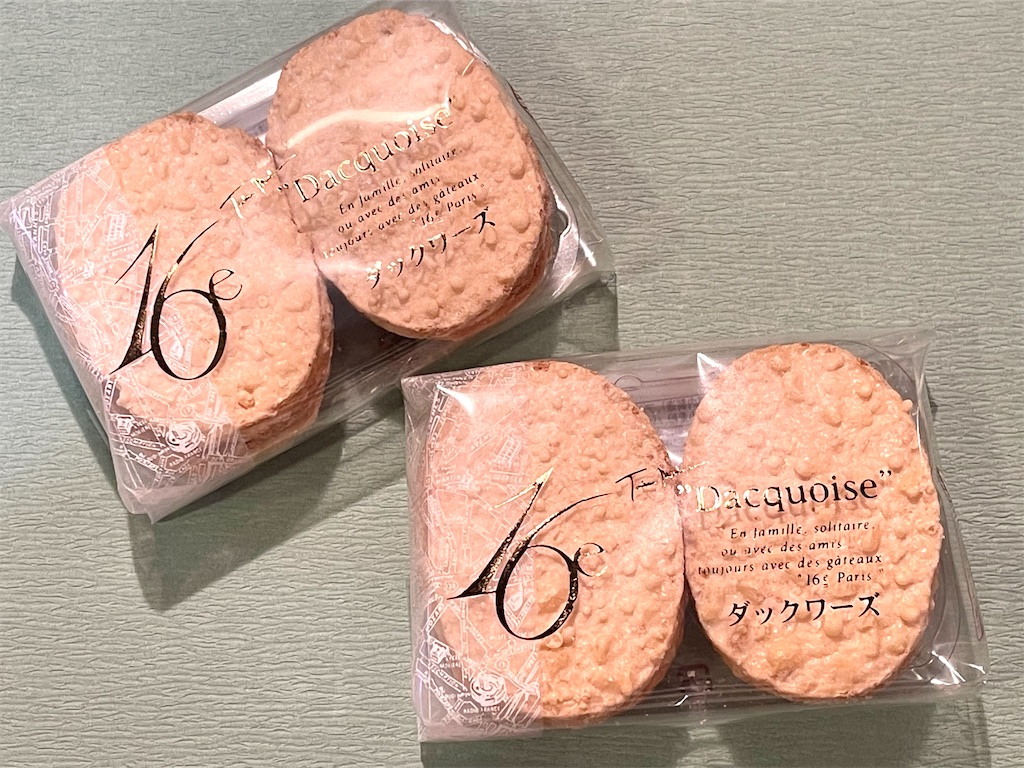 16e
"Dacquoise"
En famille, solitaire,
ou avec des amis
toujours avec des gâteaux
"16e Paris"
ダックワーズ
16e
"Dacquoise"
En famille, solitaire,
ou avec des amis
toujours avec des gâteaux
"16e Paris"
ダックワーズ